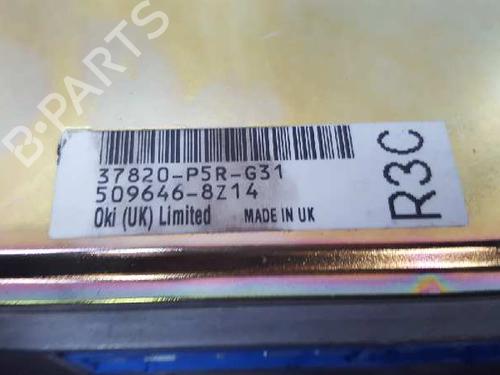 B-PARTS
37820-P5R-G31
509646-8Z14
Oki (UK) Limited MADE IN UK
R3C